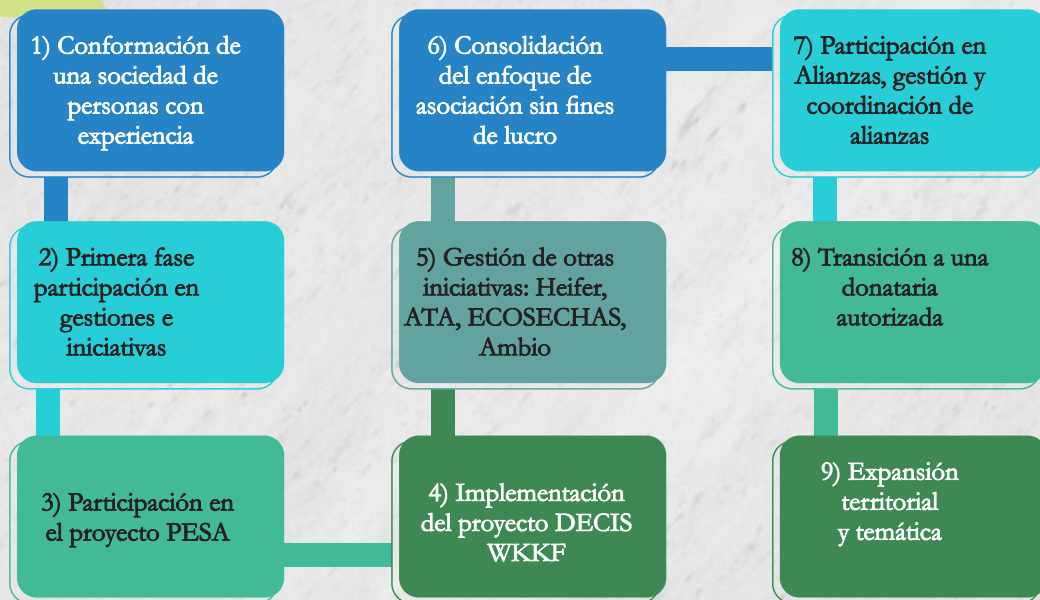 1) Conformación de
una sociedad de
personas con
experiencia
2) Primera fase
participación en
gestiones e
iniciativas
3) Participación en
el proyecto PESA
4) Implementación
del proyecto DECIS
WKKF
5) Gestión de otras
iniciativas: Heifer,
ATA, ECOSECHAS,
Ambio
6) Consolidación
del enfoque de
asociación sin fines
de lucro
7) Participación en
Alianzas, gestión y
coordinación de
alianzas
8) Transición a una
donataria
autorizada
9) Expansión
territorial
y temática